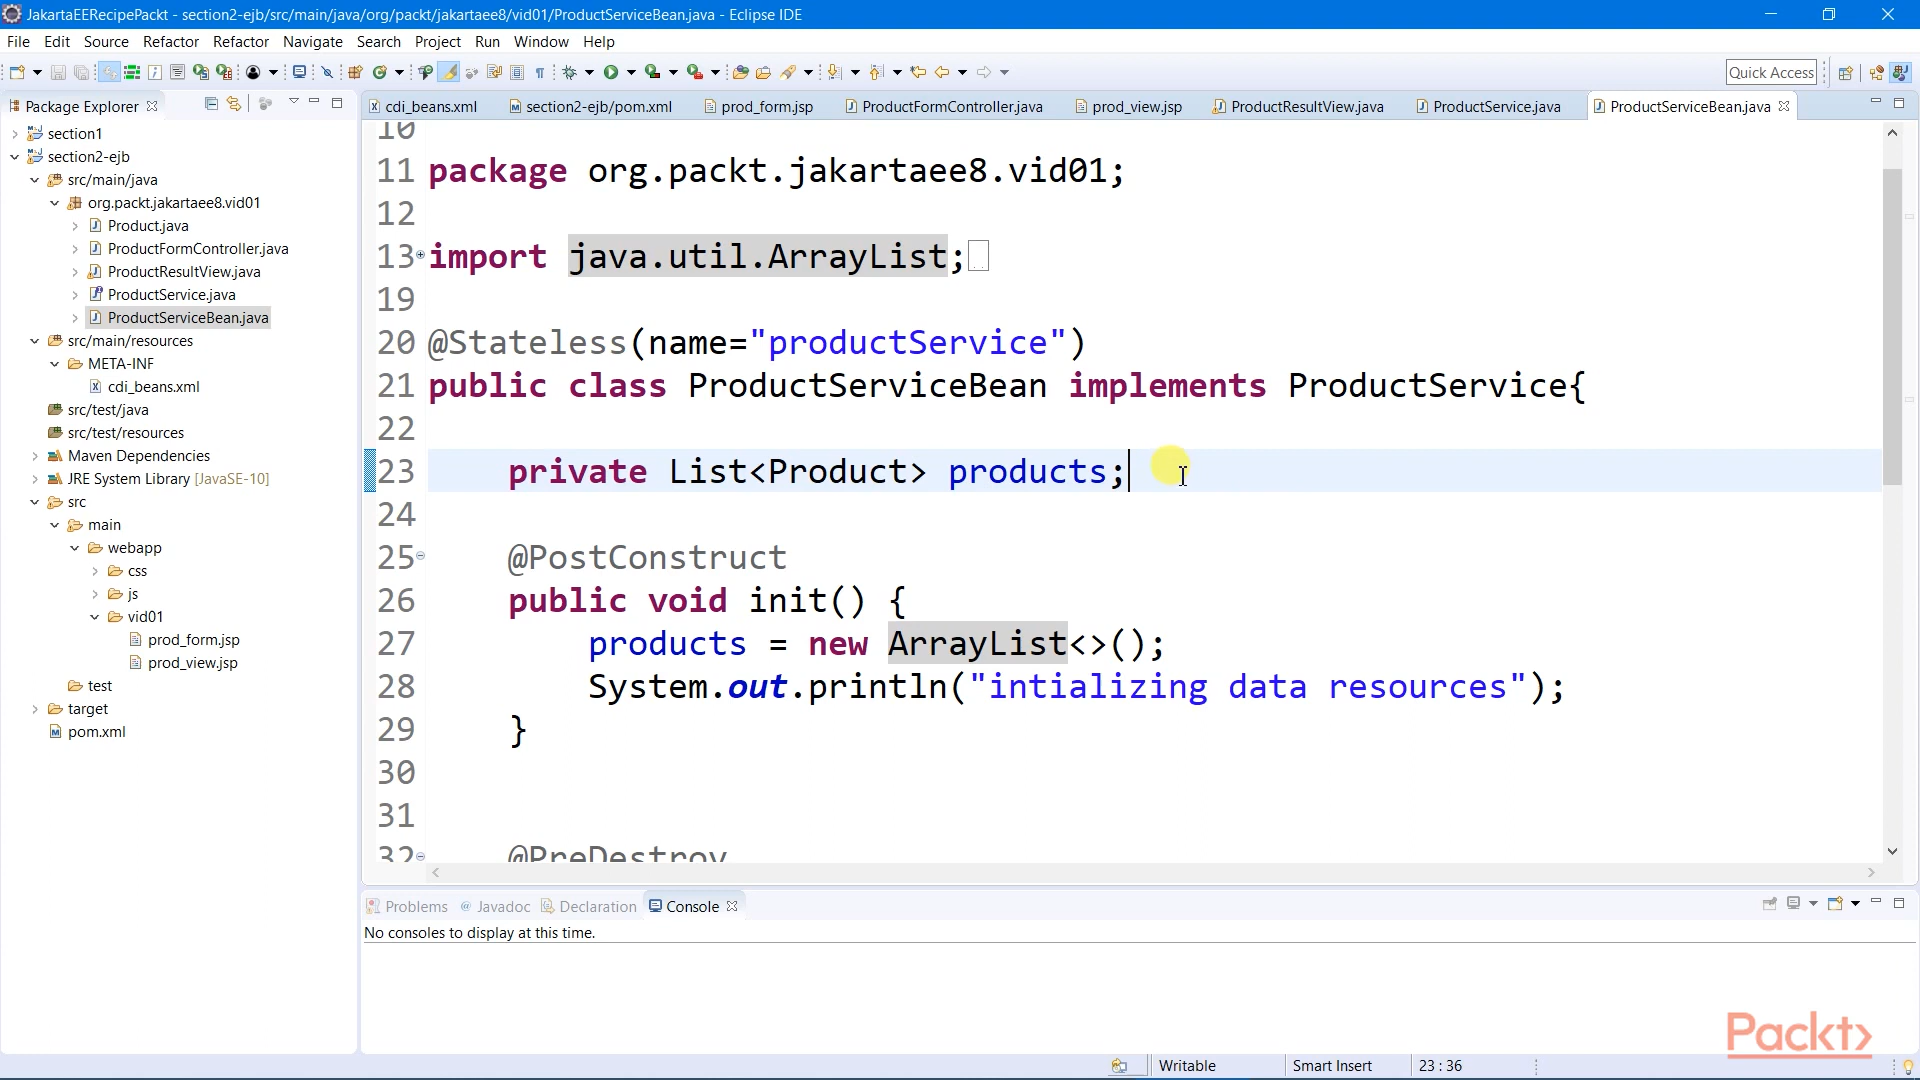 JakartaEERecipePackt - section2-ejb/src/main/java/org/packt/jakartaee8/vid01/ProductServiceBean.java - Eclipse IDE
File Edit Source Refactor Refactor Navigate Search Project Run Window Help
Quick Access
Package Explorer
section1
section2-ejb
src/main/java
org.packt.jakartaee8.vid01
Product.java
ProductFormController.java
ProductResultView.java
ProductService.java
ProductServiceBean.java
src/main/resources
META-INF
cdi_beans.xml
src/test/java
src/test/resources
Maven Dependencies
JRE System Library [JavaSE-10]
src
main
webapp
css
js
vid01
prod_form.jsp
prod_view.jsp
test
target
pom.xml
cdi_beans.xml section2-ejb/pom.xml prod_form.jsp ProductFormController.java prod_view.jsp ProductResultView.java ProductService.java ProductServiceBean.java
10
11 package org.packt.jakartaee8.vid01;
12
13 import java.util.ArrayList;
19
20 @Stateless(name="productService")
21 public class ProductServiceBean implements ProductService{
22
23 private List<Product> products;
24
25 @PostConstruct
26 public void init() {
27 products = new ArrayList<>();
28 System.out.println("intializing data resources");
29 }
30
31
32 @PreDestroy
Problems @ Javadoc Declaration Console
No consoles to display at this time.
Packt>
Writable Smart Insert 23 : 36